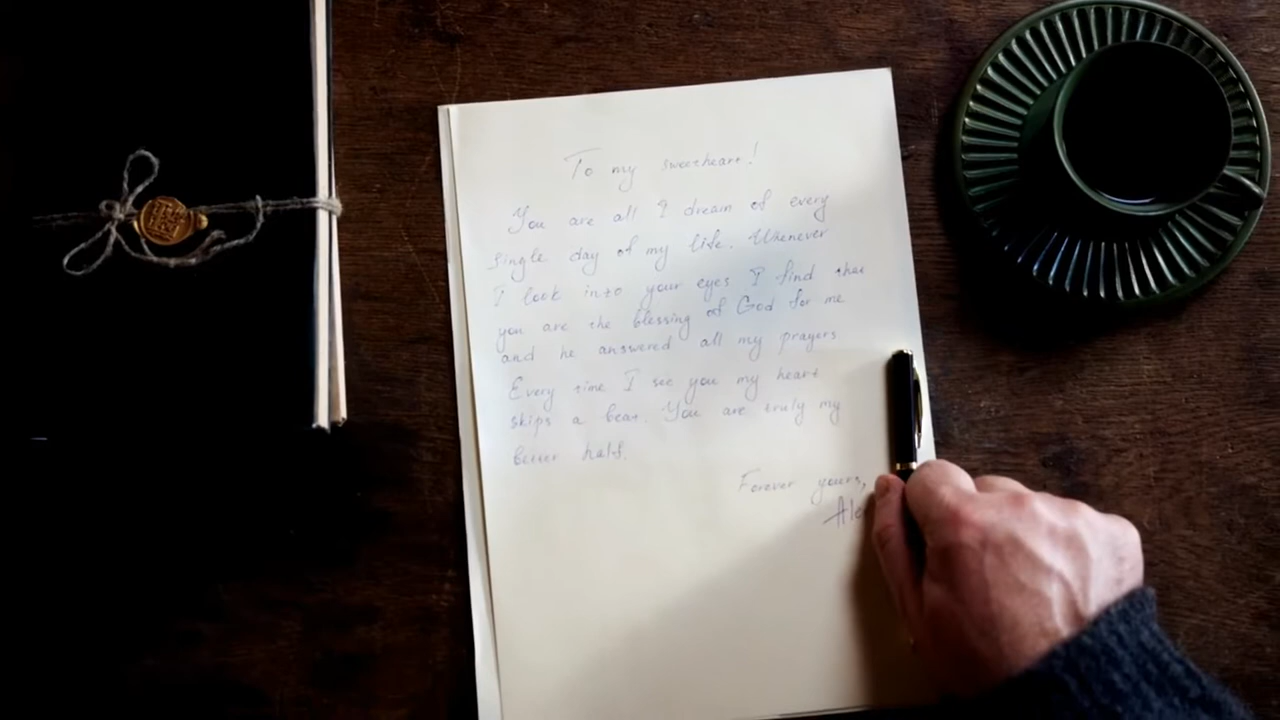 To my sweetheart!
You are all I dream of every
single day of my life. Whenever
I look into your eyes I find that
you are the blessing of God for me
and he answered all my prayers
Every time I see you my heart
skips a beat. You are truly my
better half.
Forever yours,
Ale